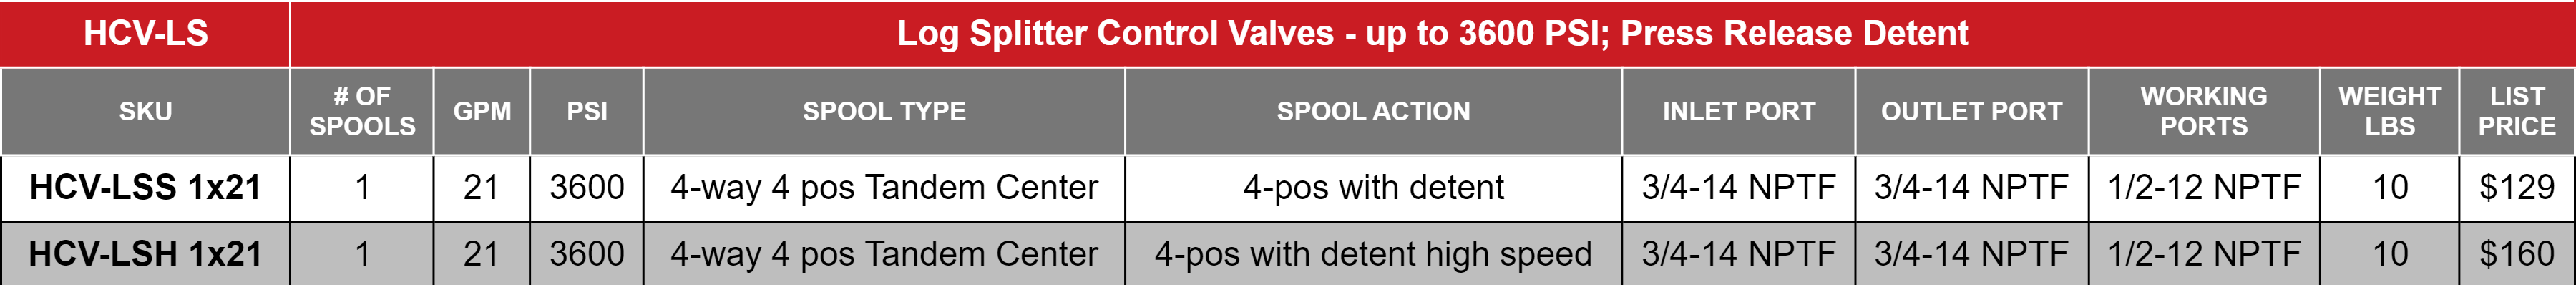 HCV-LS Log Splitter Control Valves - up to 3600 PSI; Press Release Detent
SKU # OF SPOOLS GPM PSI SPOOL TYPE SPOOL ACTION INLET PORT OUTLET PORT WORKING PORTS WEIGHT LBS LIST PRICE
HCV-LSS 1x21 1 21 3600 4-way 4 pos Tandem Center 4-pos with detent 3/4-14 NPTF 3/4-14 NPTF 1/2-12 NPTF 10 $129
HCV-LSH 1x21 1 21 3600 4-way 4 pos Tandem Center 4-pos with detent high speed 3/4-14 NPTF 3/4-14 NPTF 1/2-12 NPTF 10 $160